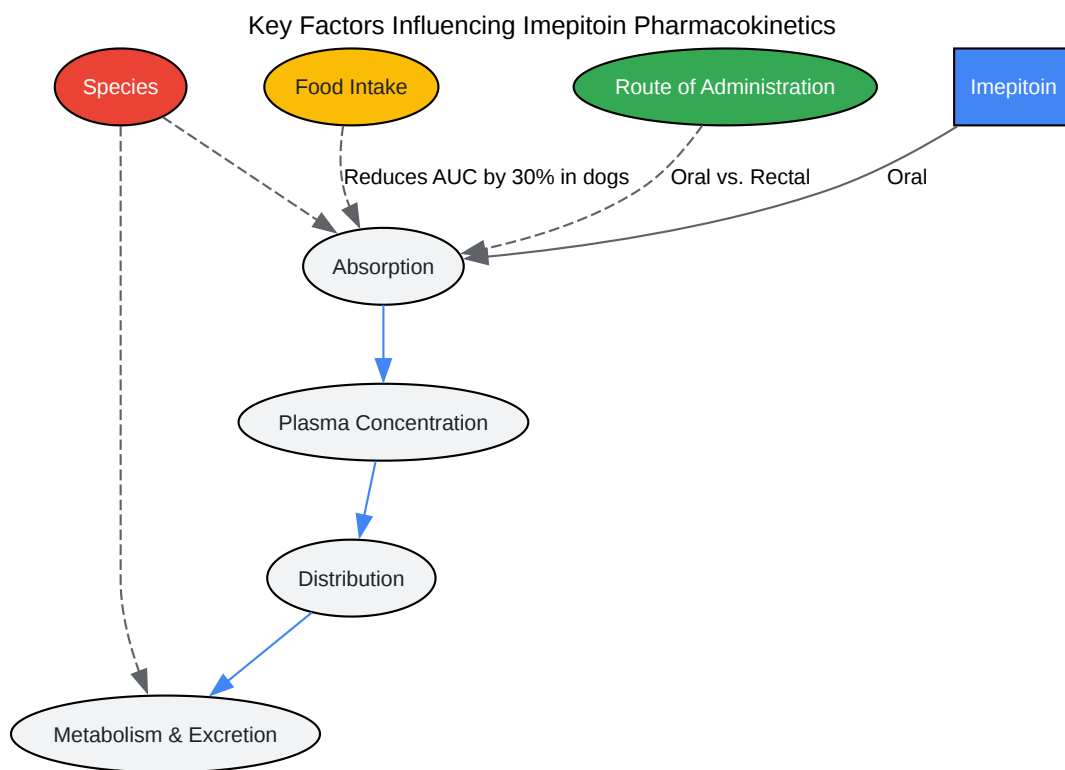 Key Factors Influencing Imepitoin Pharmacokinetics
Species
Food Intake
Route of Administration
Imepitoin
Reduces AUC by 30% in dogs
Oral vs. Rectal
Oral
Absorption
Plasma Concentration
Distribution
Metabolism & Excretion